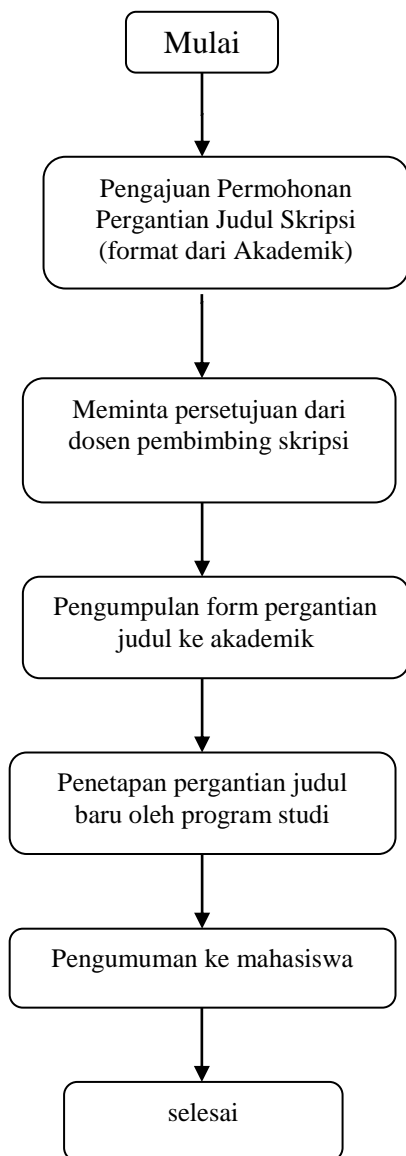 Mulai
Pengajuan Permohonan
Pergantian Judul Skripsi
(format dari Akademik)
Meminta persetujuan dari
dosen pembimbing skripsi
Pengumpulan form pergantian
judul ke akademik
Penetapan pergantian judul
baru oleh program studi
Pengumuman ke mahasiswa
selesai